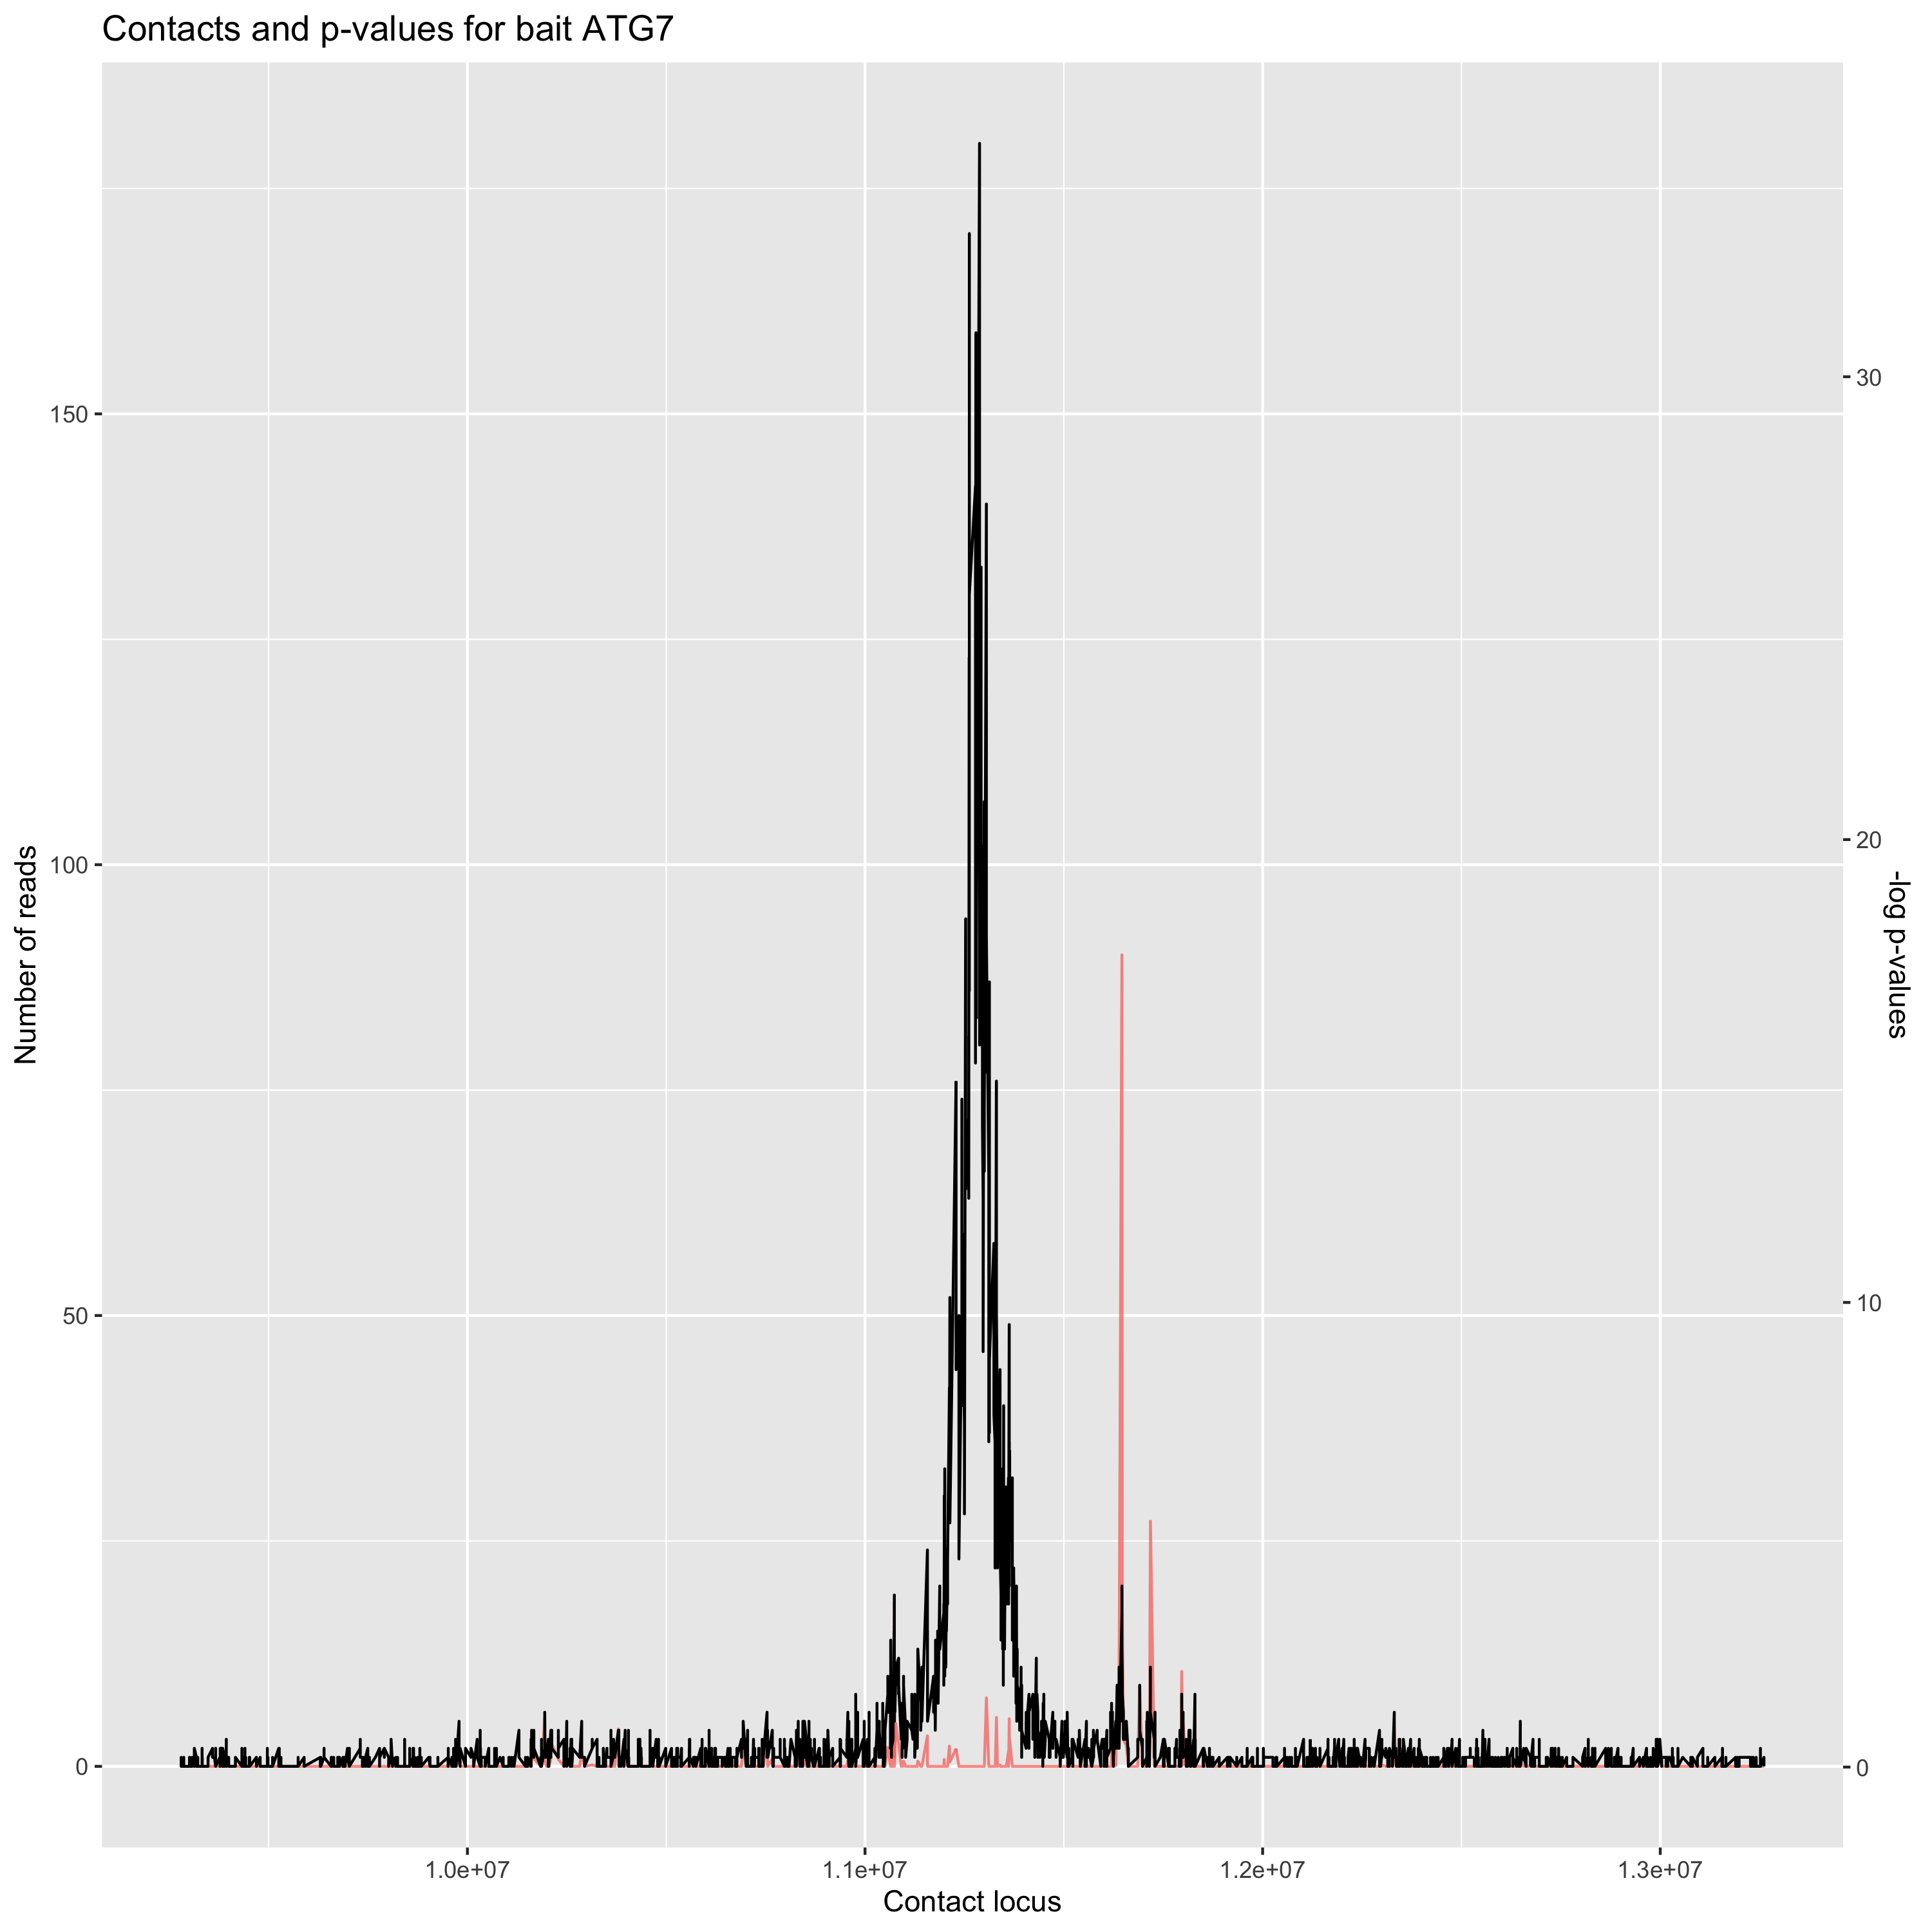 Contacts and p-values for bait ATG7
150
100
50
0
30
20
10
0
Number of reads
-log p-values
1.0e+07
1.1e+07
1.2e+07
1.3e+07
Contact locus